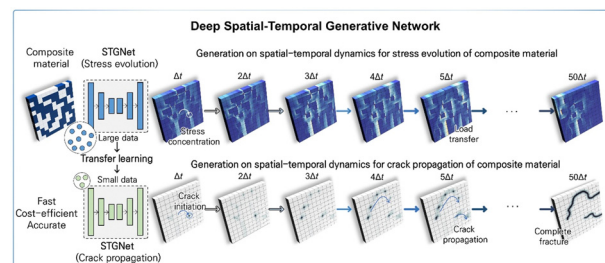 Deep Spatial-Temporal Generative Network
Composite
material
STGNet
(Stress evolution)
Generation on spatial-temporal dynamics for stress evolution of composite material
Δt
2Δt
3Δt
4Δt
5Δt
50Δt
Stress
concentration
Load
transfer
...
Large data
Transfer learning
Small data
Generation on spatial-temporal dynamics for crack propagation of composite material
Δt
2Δt
3Δt
4Δt
5Δt
50Δt
Crack
initiation
Crack
propagation
...
Complete
fracture
Fast
Cost-efficient
Accurate
STGNet
(Crack propagation)